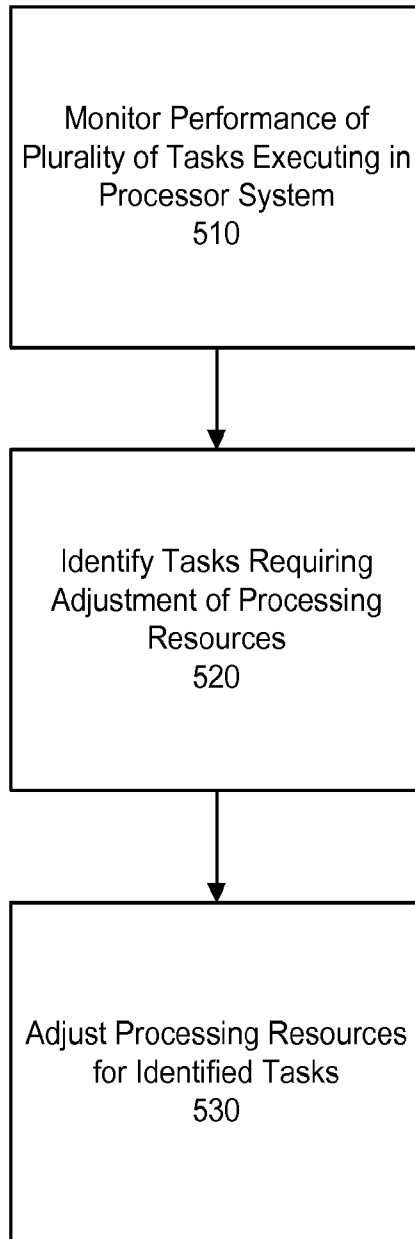 Monitor Performance of
Plurality of Tasks Executing in
Processor System
510
Identify Tasks Requiring
Adjustment of Processing
Resources
520
Adjust Processing Resources
for Identified Tasks
530